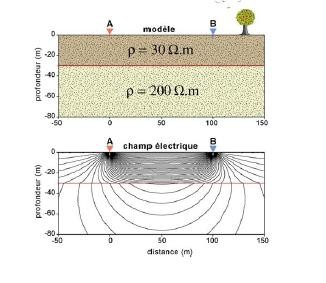 A B
modèle
profondeur (m)
0
-20
-40
-60
-80
ρ = 30 Ω.m
ρ = 200 Ω.m
-50 0 50 100 150
A B
champ électrique
profondeur (m)
0
-20
-40
-60
-80
-50 0 50 100 150
distance (m)